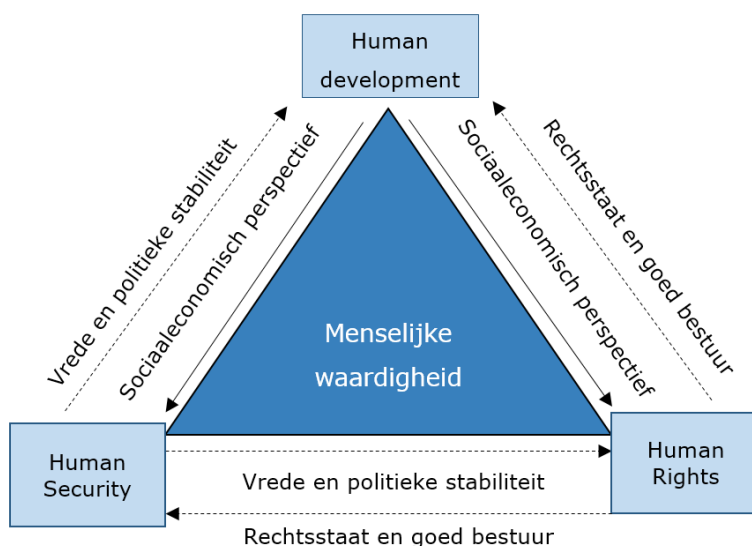 Human
development
Vrede en politieke stabiliteit
Sociaaleconomisch perspectief
Sociaaleconomisch perspectief
Rechtsstaat en goed bestuur
Menselijke
waardigheid
Human
Security
Human
Rights
Vrede en politieke stabiliteit
Rechtsstaat en goed bestuur